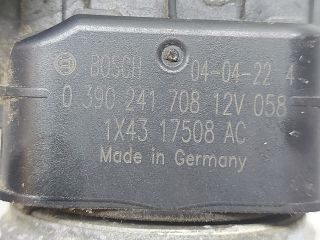 BOSCH 04-04-22 4
0 390 241 708 12V 058
1X43 17508 AC
Made in Germany